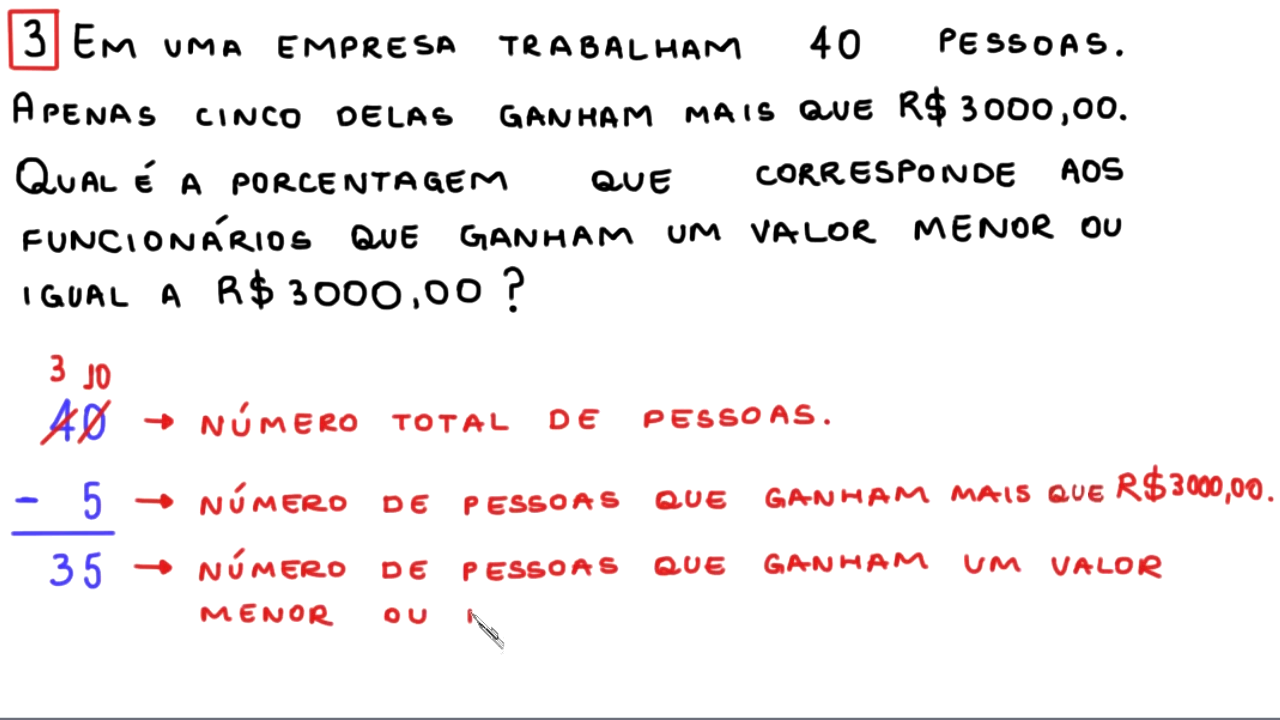 3 EM UMA EMPRESA TRABALHAM 40 PESSOAS.
APENAS CINCO DELAS GANHAM MAIS QUE R$ 3000,00.
QUAL É A PORCENTAGEM QUE CORRESPONDE AOS
FUNCIONÁRIOS QUE GANHAM UM VALOR MENOR OU
IGUAL A R$ 3000,00 ?
3 10
40 → NÚMERO TOTAL DE PESSOAS.
- 5 → NÚMERO DE PESSOAS QUE GANHAM MAIS QUE R$ 3000,00.
35 → NÚMERO DE PESSOAS QUE GANHAM UM VALOR
MENOR OU